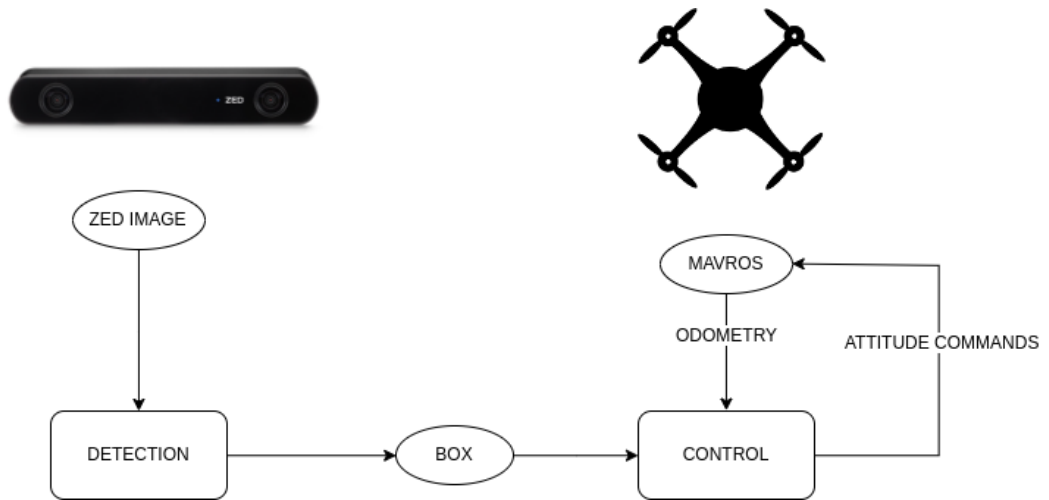 ZED
ZED IMAGE
MAVROS
ODOMETRY
ATTITUDE COMMANDS
DETECTION
BOX
CONTROL